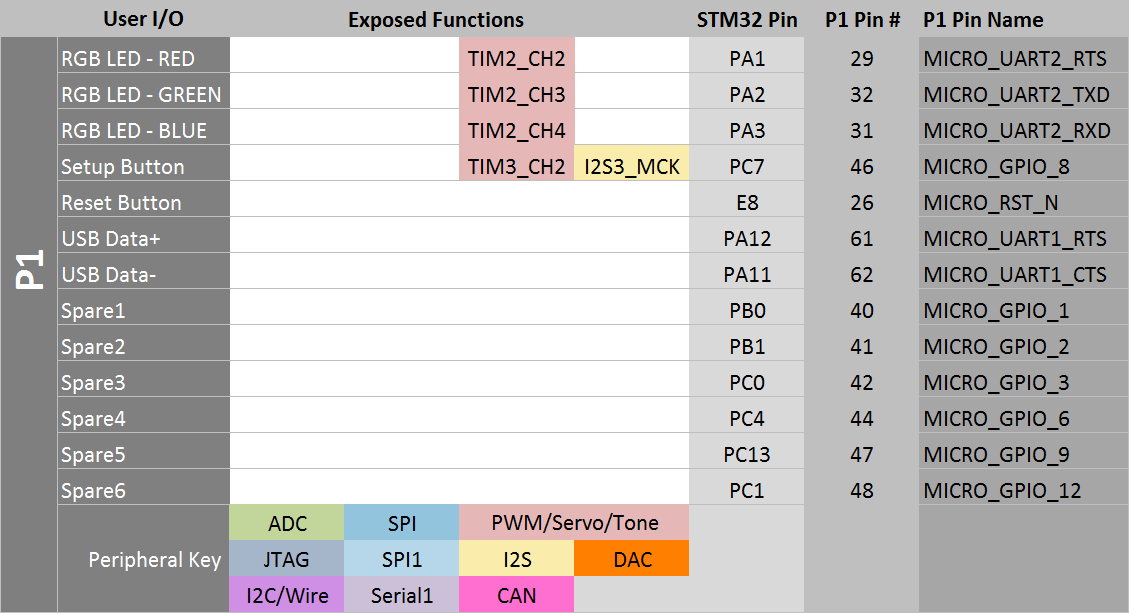 User I/O Exposed Functions STM32 Pin P1 Pin # P1 Pin Name
P1
RGB LED - RED TIM2_CH2 PA1 29 MICRO_UART2_RTS
RGB LED - GREEN TIM2_CH3 PA2 32 MICRO_UART2_TXD
RGB LED - BLUE TIM2_CH4 PA3 31 MICRO_UART2_RXD
Setup Button TIM3_CH2 I2S3_MCK PC7 46 MICRO_GPIO_8
Reset Button E8 26 MICRO_RST_N
USB Data+ PA12 61 MICRO_UART1_RTS
USB Data- PA11 62 MICRO_UART1_CTS
Spare1 PB0 40 MICRO_GPIO_1
Spare2 PB1 41 MICRO_GPIO_2
Spare3 PC0 42 MICRO_GPIO_3
Spare4 PC4 44 MICRO_GPIO_6
Spare5 PC13 47 MICRO_GPIO_9
Spare6 PC1 48 MICRO_GPIO_12
ADC SPI PWM/Servo/Tone
Peripheral Key JTAG SPI1 I2S DAC
I2C/Wire Serial1 CAN